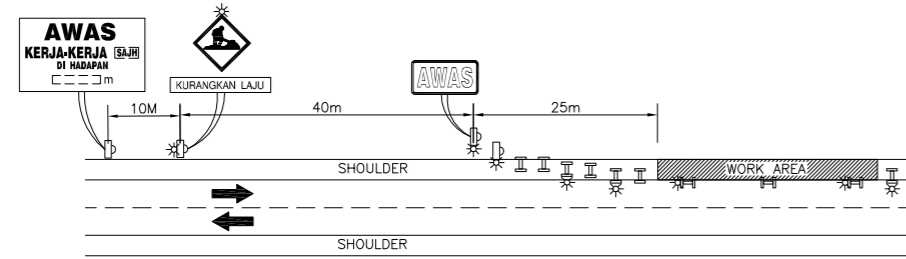 AWAS
KERJA-KERJA SAJH
DI HADAPAN
m
KURANGKAN LAJU
AWAS
10M
40m
25m
SHOULDER
WORK AREA
SHOULDER